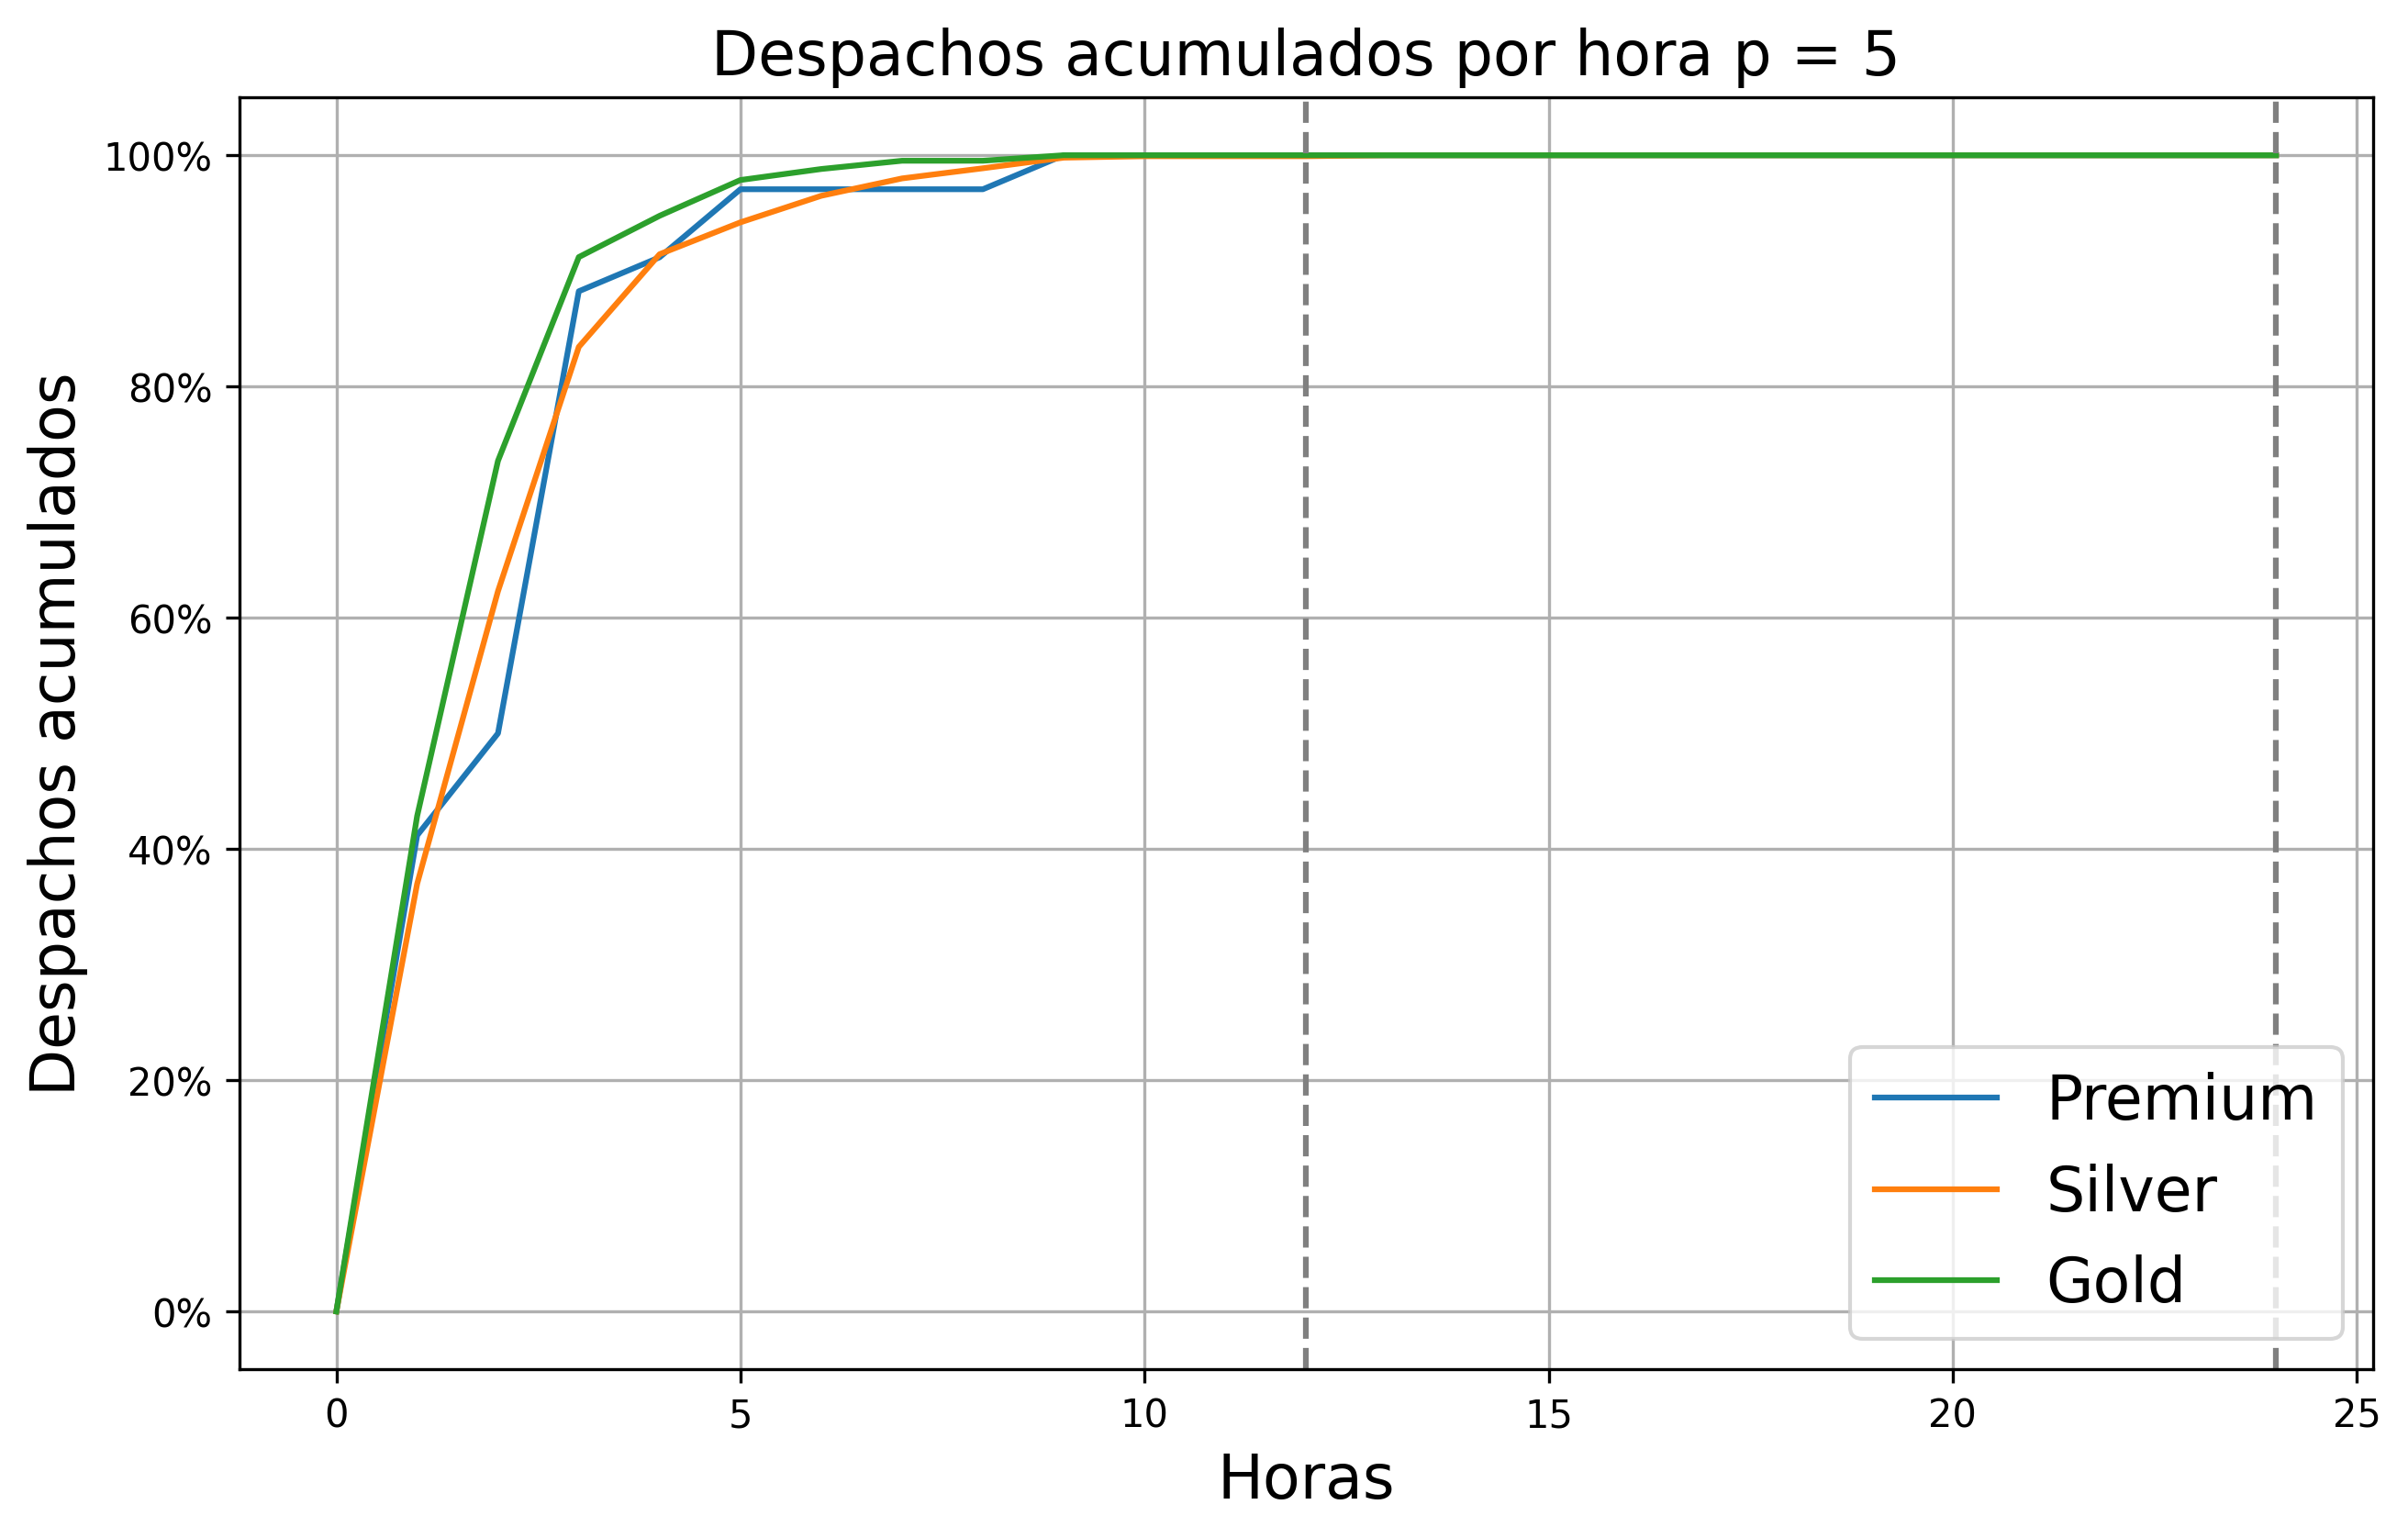 Despachos acumulados por hora p = 5
Despachos acumulados
100%
80%
60%
40%
20%
0%
0
5
10
15
20
25
Horas
Premium
Silver
Gold